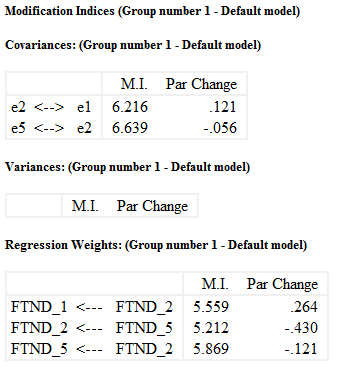 Modification Indices (Group number 1 - Default model)
Covariances: (Group number 1 - Default model)
M.I. Par Change
e2 <--> e1 6.216 .121
e5 <--> e2 6.639 -.056
Variances: (Group number 1 - Default model)
M.I. Par Change
Regression Weights: (Group number 1 - Default model)
M.I. Par Change
FTND_1 <--- FTND_2 5.559 .264
FTND_2 <--- FTND_5 5.212 -.430
FTND_5 <--- FTND_2 5.869 -.121